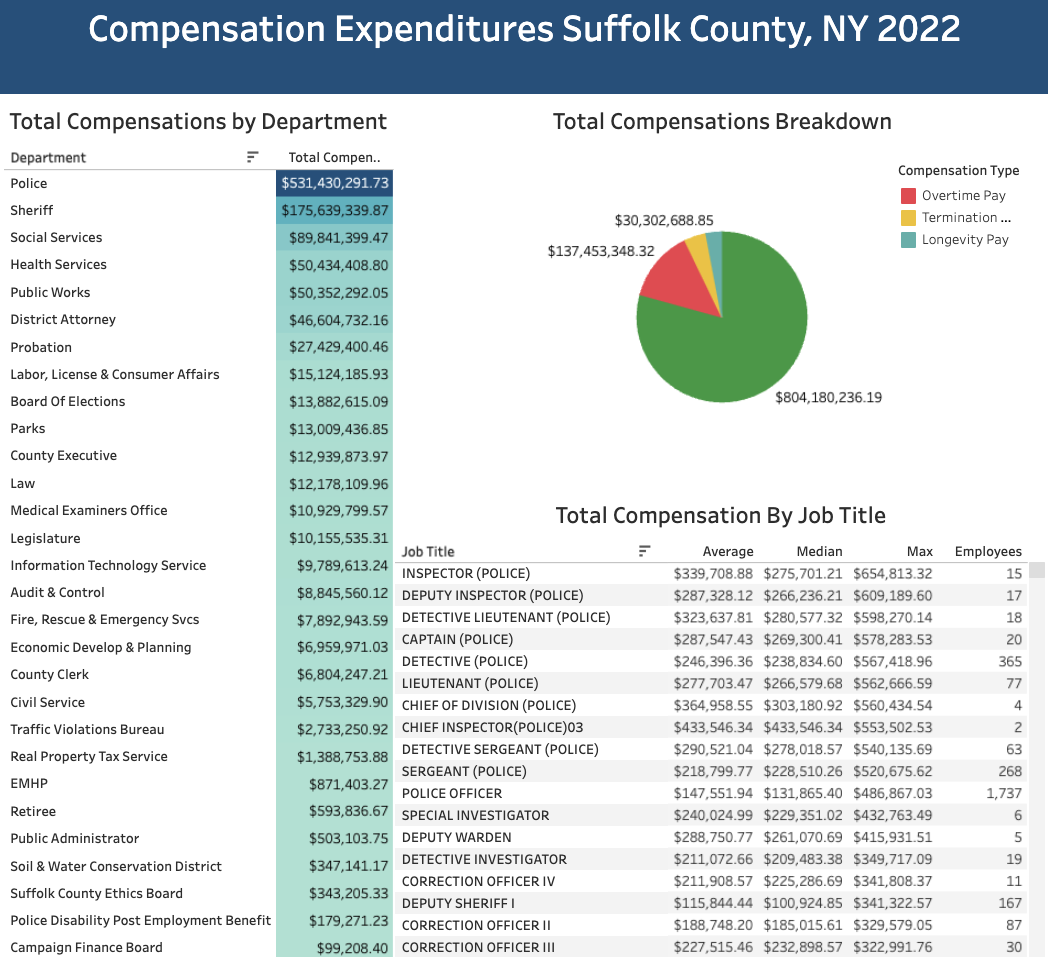 Compensation Expenditures Suffolk County, NY 2022
Total Compensations by Department
Department Total Compen..
Police $531,430,291.73
Sheriff $175,639,339.87
Social Services $89,841,399.47
Health Services $50,434,408.80
Public Works $50,352,292.05
District Attorney $46,604,732.16
Probation $27,429,400.46
Labor, License & Consumer Affairs $15,124,185.93
Board Of Elections $13,882,615.09
Parks $13,009,436.85
County Executive $12,939,873.97
Law $12,178,109.96
Medical Examiners Office $10,929,799.57
Legislature $10,155,535.31
Information Technology Service $9,789,613.24
Audit & Control $8,845,560.12
Fire, Rescue & Emergency Svcs $7,892,943.59
Economic Develop & Planning $6,959,971.03
County Clerk $6,804,247.21
Civil Service $5,753,329.90
Traffic Violations Bureau $2,733,250.92
Real Property Tax Service $1,388,753.88
EMHP $871,403.27
Retiree $593,836.67
Public Administrator $503,103.75
Soil & Water Conservation District $347,141.17
Suffolk County Ethics Board $343,205.33
Police Disability Post Employment Benefit $179,271.23
Campaign Finance Board $99,208.40
Total Compensations Breakdown
Compensation Type
Overtime Pay
Termination ...
Longevity Pay
$30,302,688.85
$137,453,348.32
$804,180,236.19
Total Compensation By Job Title
Job Title Average Median Max Employees
INSPECTOR (POLICE) $339,708.88 $275,701.21 $654,813.32 15
DEPUTY INSPECTOR (POLICE) $287,328.12 $266,236.21 $609,189.60 17
DETECTIVE LIEUTENANT (POLICE) $323,637.81 $280,577.32 $598,270.14 18
CAPTAIN (POLICE) $287,547.43 $269,300.41 $578,283.53 20
DETECTIVE (POLICE) $246,396.36 $238,834.60 $567,418.96 365
LIEUTENANT (POLICE) $277,703.47 $266,579.68 $562,666.59 77
CHIEF OF DIVISION (POLICE) $364,958.55 $303,180.92 $560,434.54 4
CHIEF INSPECTOR(POLICE)03 $433,546.34 $433,546.34 $553,502.53 2
DETECTIVE SERGEANT (POLICE) $290,521.04 $278,018.57 $540,135.69 63
SERGEANT (POLICE) $218,799.77 $228,510.26 $520,675.62 268
POLICE OFFICER $147,551.94 $131,865.40 $486,867.03 1,737
SPECIAL INVESTIGATOR $240,024.99 $229,351.02 $432,763.49 6
DEPUTY WARDEN $288,750.77 $261,070.69 $415,931.51 5
DETECTIVE INVESTIGATOR $211,072.66 $209,483.38 $349,717.09 19
CORRECTION OFFICER IV $211,908.57 $225,286.69 $341,808.37 11
DEPUTY SHERIFF I $115,844.44 $100,924.85 $341,322.57 167
CORRECTION OFFICER II $188,748.20 $185,015.61 $329,579.05 87
CORRECTION OFFICER III $227,515.46 $232,898.57 $322,991.76 30